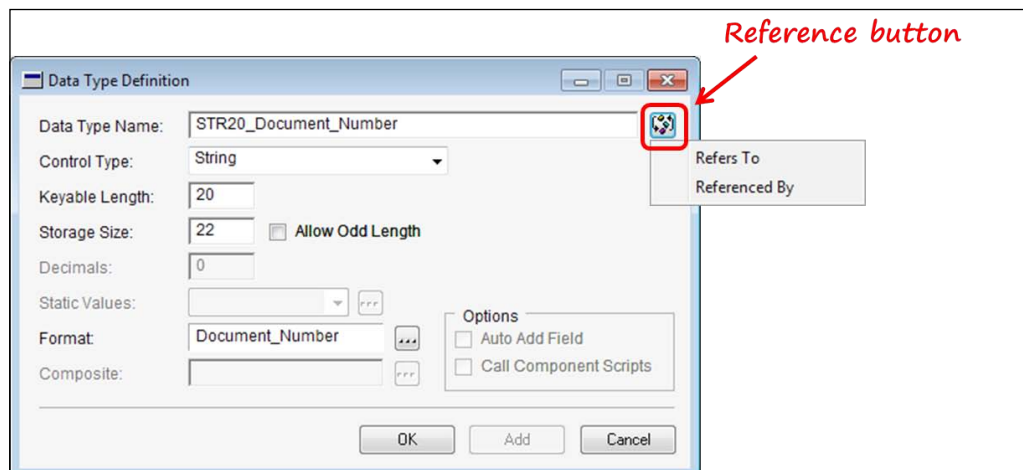 Reference button
Data Type Definition
Data Type Name: STR20_Document_Number
Refers To
Control Type: String
Referenced By
Keyable Length: 20
Storage Size: 22 Allow Odd Length
Decimals: 0
Static Values:
Options
Format: Document_Number ... Auto Add Field
Composite: Call Component Scripts
OK Add Cancel